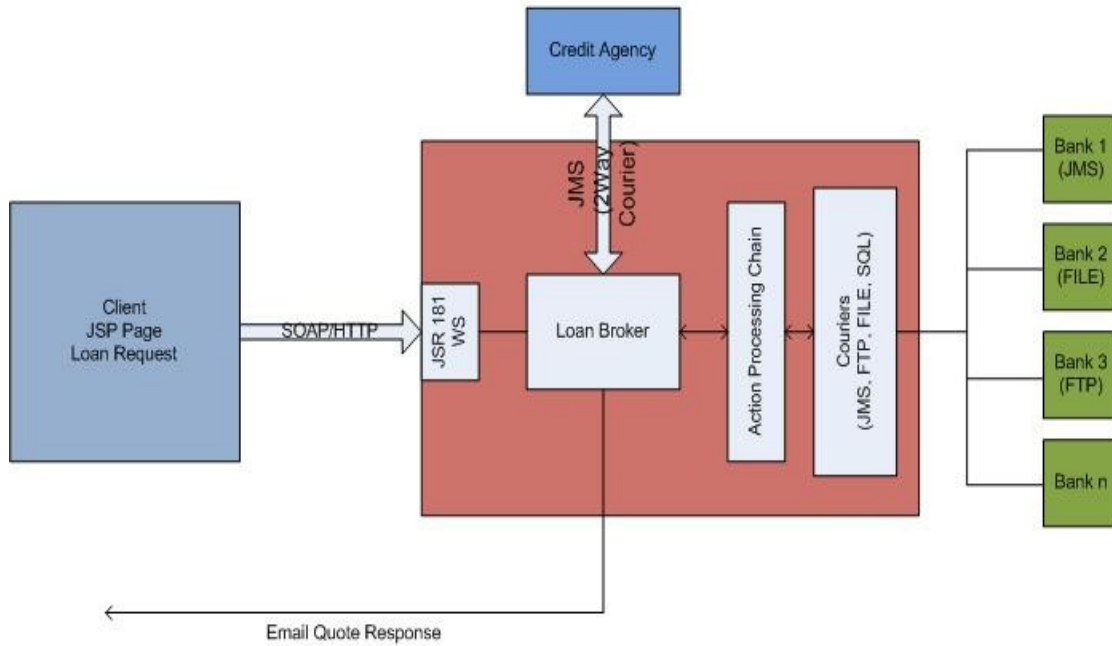 Credit Agency
JMS
(2Way
Courier)
Bank 1
(JMS)
Bank 2
(FILE)
Bank 3
(FTP)
Bank n
Client
JSP Page
Loan Request
SOAP/HTTP
JSR 181
WS
Loan Broker
Action Processing Chain
Couriers
(JMS, FTP, FILE, SQL)
Email Quote Response